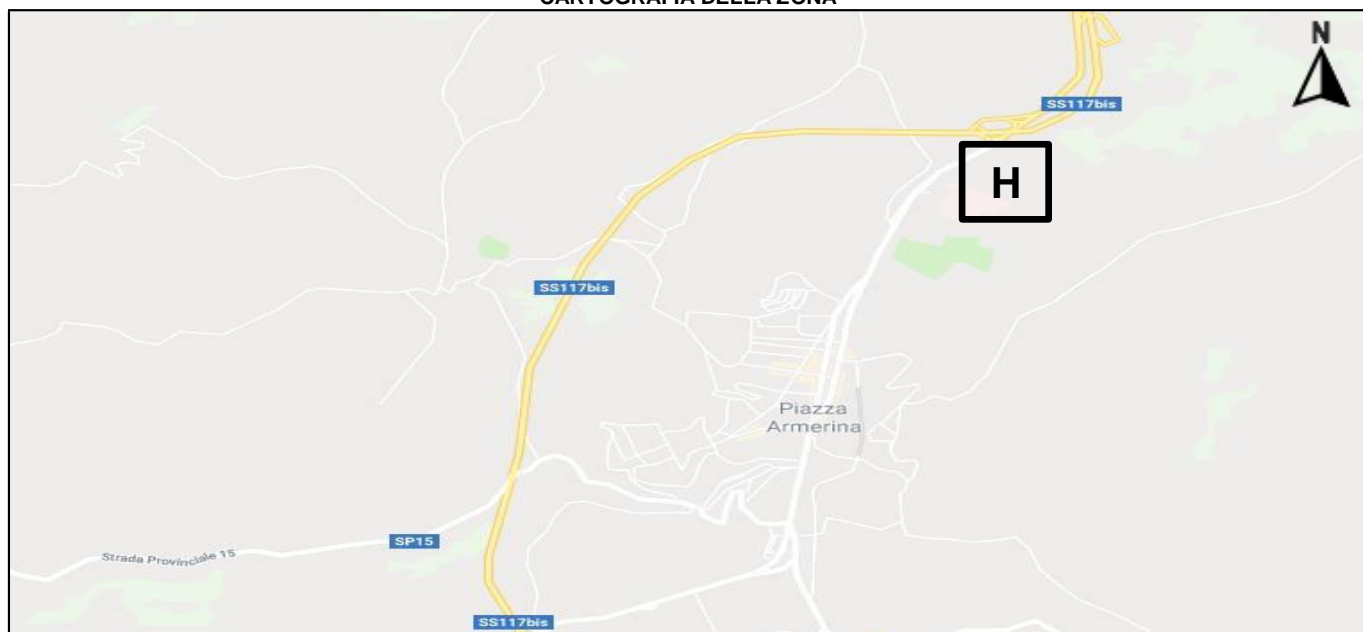 CARTOGRAFIA DELLA ZONA
N
SS117bis
H
SS117bis
Piazza
Armerina
SP15
Strada Provinciale 15
SS117bis